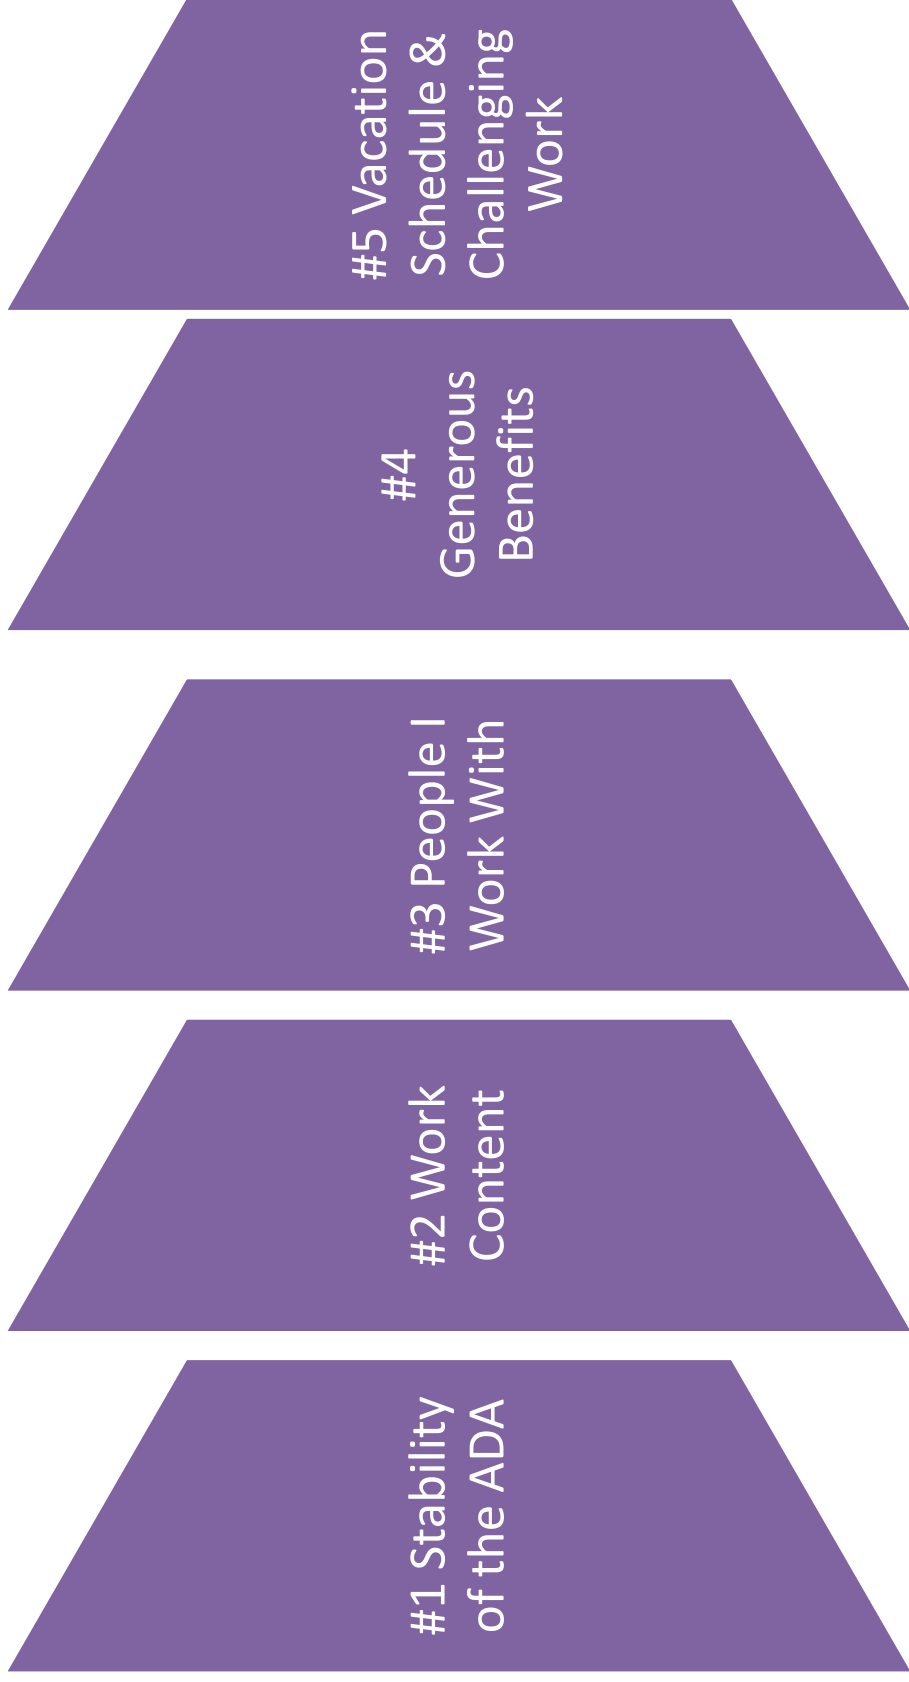 #1 Stability
of the ADA
#2 Work
Content
#3 People I
Work With
#4
Generous
Benefits
#5 Vacation
Schedule &
Challenging
Work